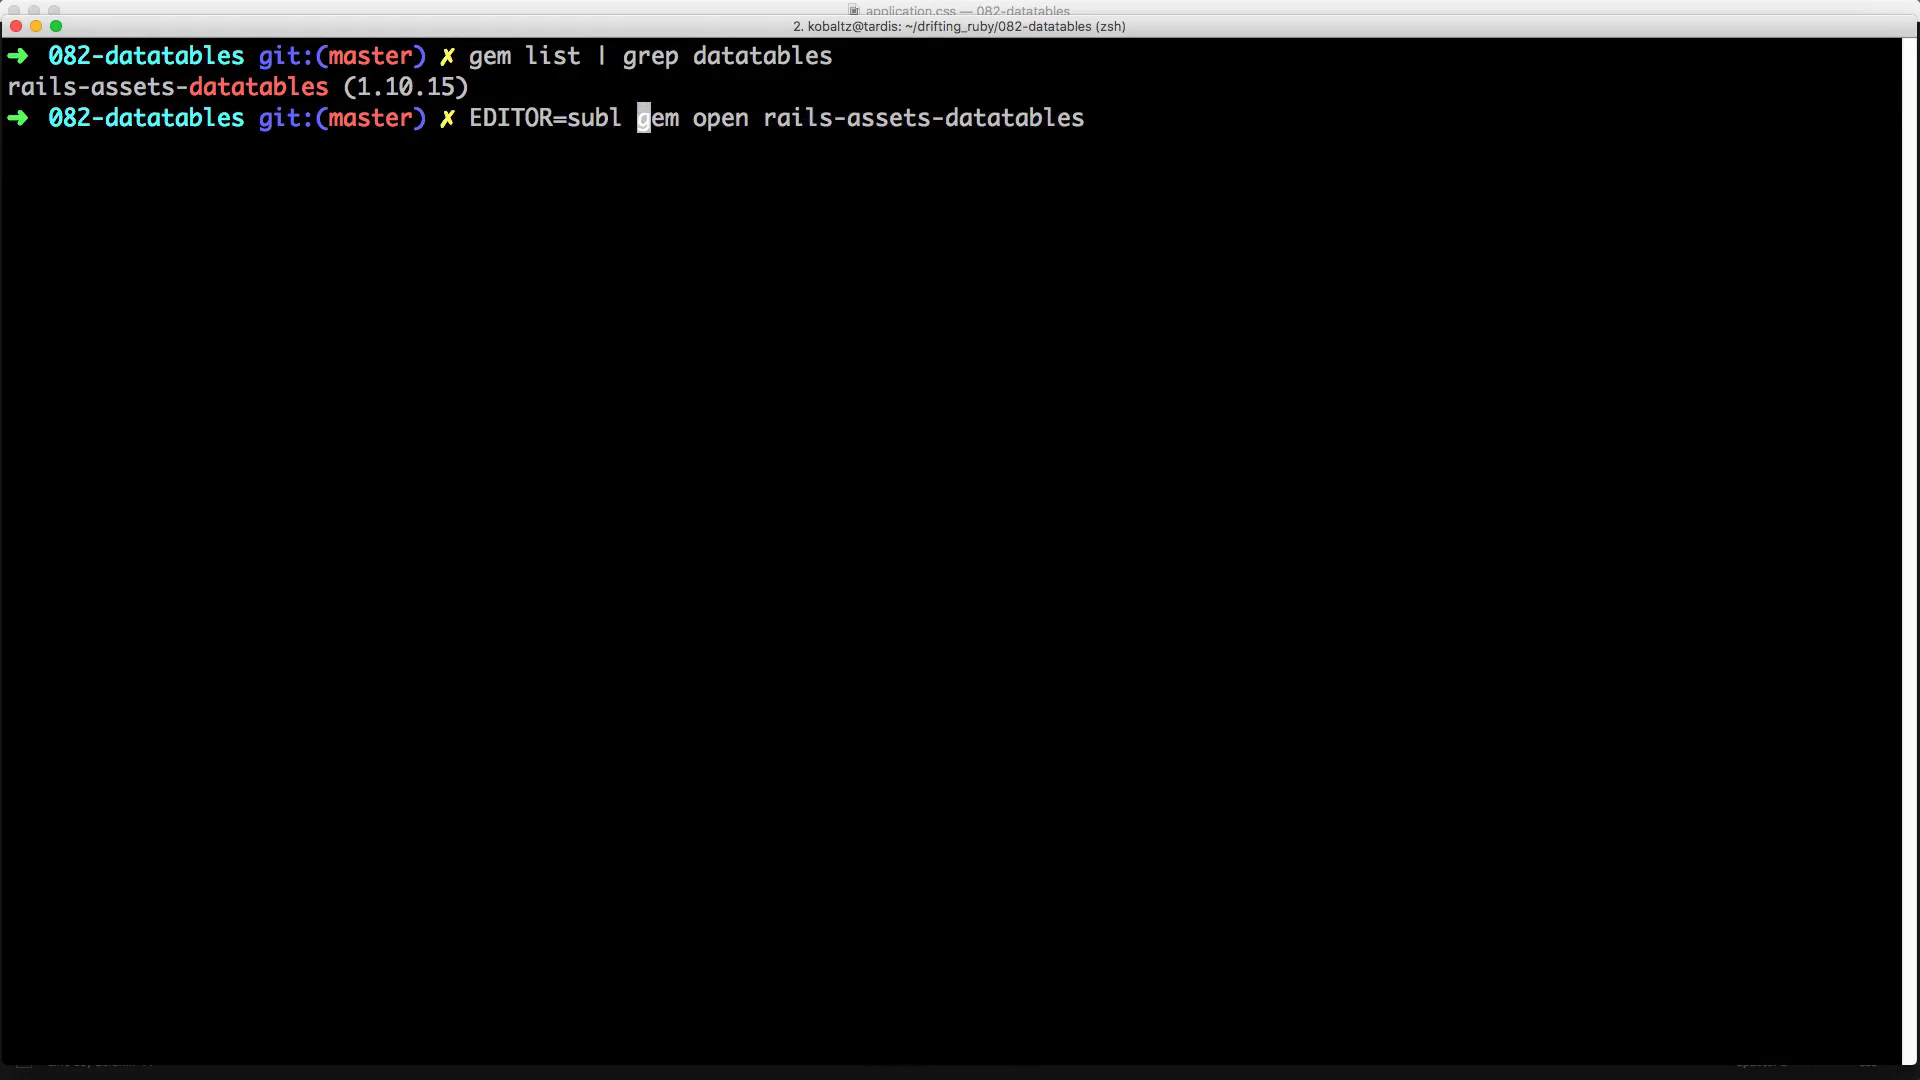 application.css — 082-datatables
2. kobaltz@tardis: ~/drifting_ruby/082-datatables (zsh)
➜ 082-datatables git:(master) ✗ gem list | grep datatables
rails-assets-datatables (1.10.15)
➜ 082-datatables git:(master) ✗ EDITOR=subl gem open rails-assets-datatables